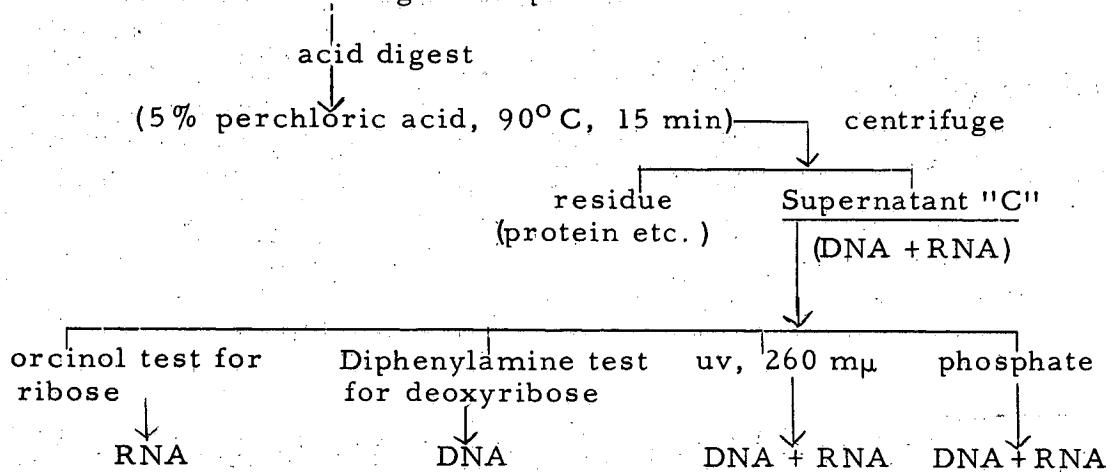 acid digest
(5% perchloric acid, 90° C, 15 min) centrifuge
residue Supernatant "C"
(protein etc.) (DNA + RNA)
orcinol test for Diphenylamine test uv, 260 mμ phosphate
ribose for deoxyribose
RNA DNA DNA + RNA DNA + RNA